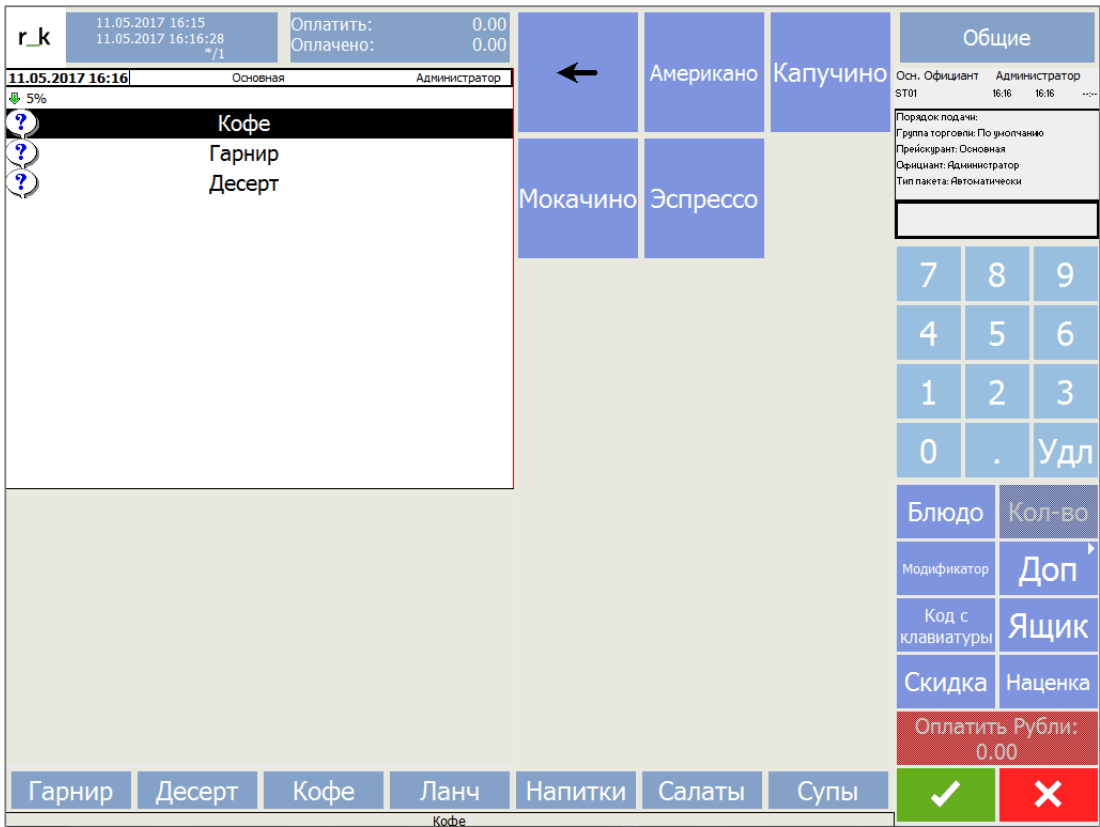 r_k
11.05.2017 16:15
11.05.2017 16:16:28
*/1
Оплатить: 0.00
Оплачено: 0.00
11.05.2017 16:16 Основная Администратор
5%
? Кофе
? Гарнир
? Десерт
Американо
Капучино
Мокачино
Эспрессо
Общие
Осн. Официант Администратор
ST01 16:16 16:16 --:--
Порядок подачи:
Группа торговли: По умолчанию
Прейскурант: Основная
Официант: Администратор
Тип пакета: Автоматически
7 8 9
4 5 6
1 2 3
0 . Удл
Блюдо Кол-во
Модификатор Доп
Код с
клавиатуры
Ящик
Скидка Наценка
Оплатить Рубли:
0.00
Гарнир Десерт Кофе Ланч Напитки Салаты Супы
Кофе